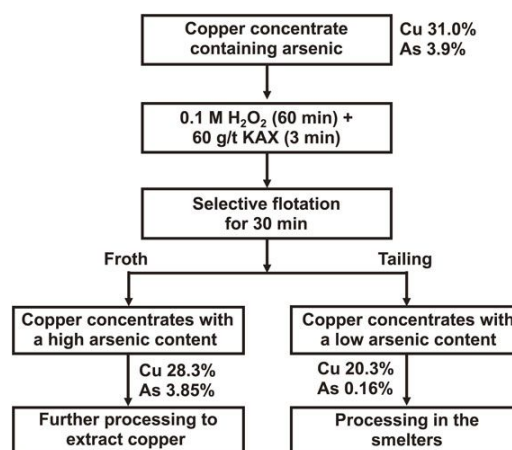 Copper concentrate
containing arsenic
Cu 31.0%
As 3.9%
0.1 M H₂O₂ (60 min) +
60 g/t KAX (3 min)
Selective flotation
for 30 min
Froth
Tailing
Copper concentrates with
a high arsenic content
Copper concentrates with
a low arsenic content
Cu 28.3%
As 3.85%
Cu 20.3%
As 0.16%
Further processing to
extract copper
Processing in the
smelters